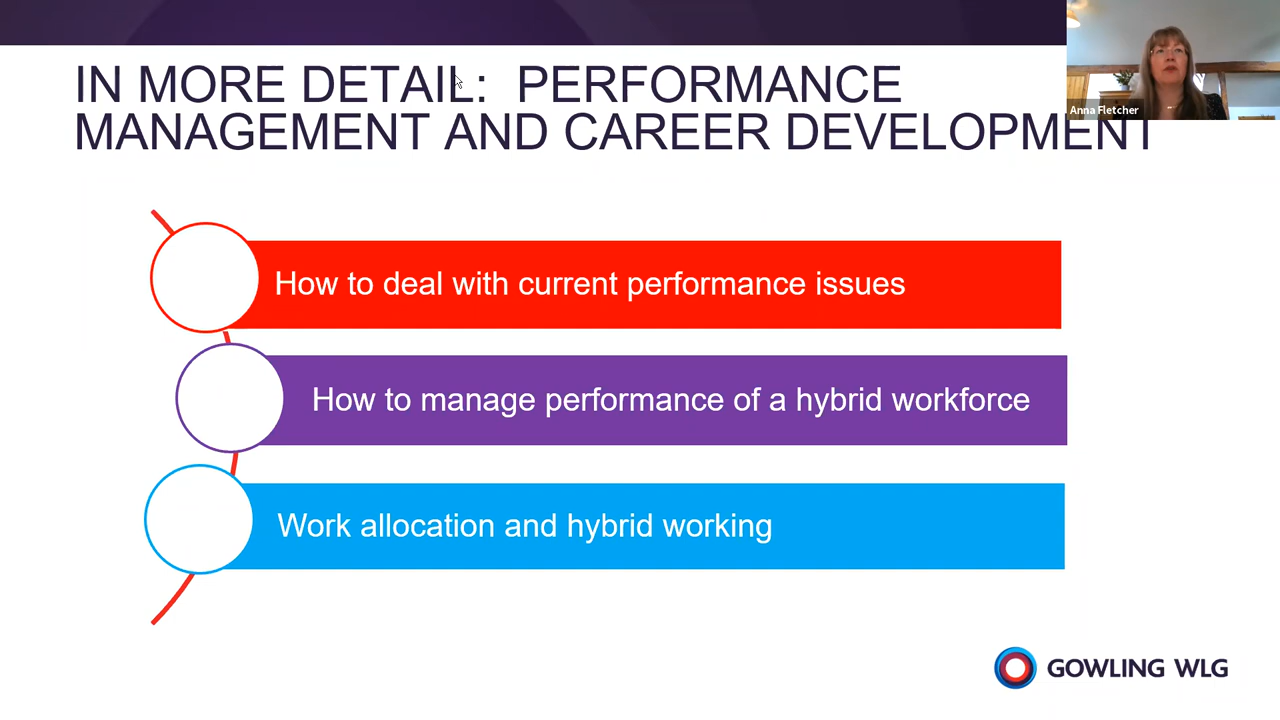 IN MORE DETAIL: PERFORMANCE
MANAGEMENT AND CAREER DEVELOPMENT
Anna Fletcher
How to deal with current performance issues
How to manage performance of a hybrid workforce
Work allocation and hybrid working
GOWLING WLG